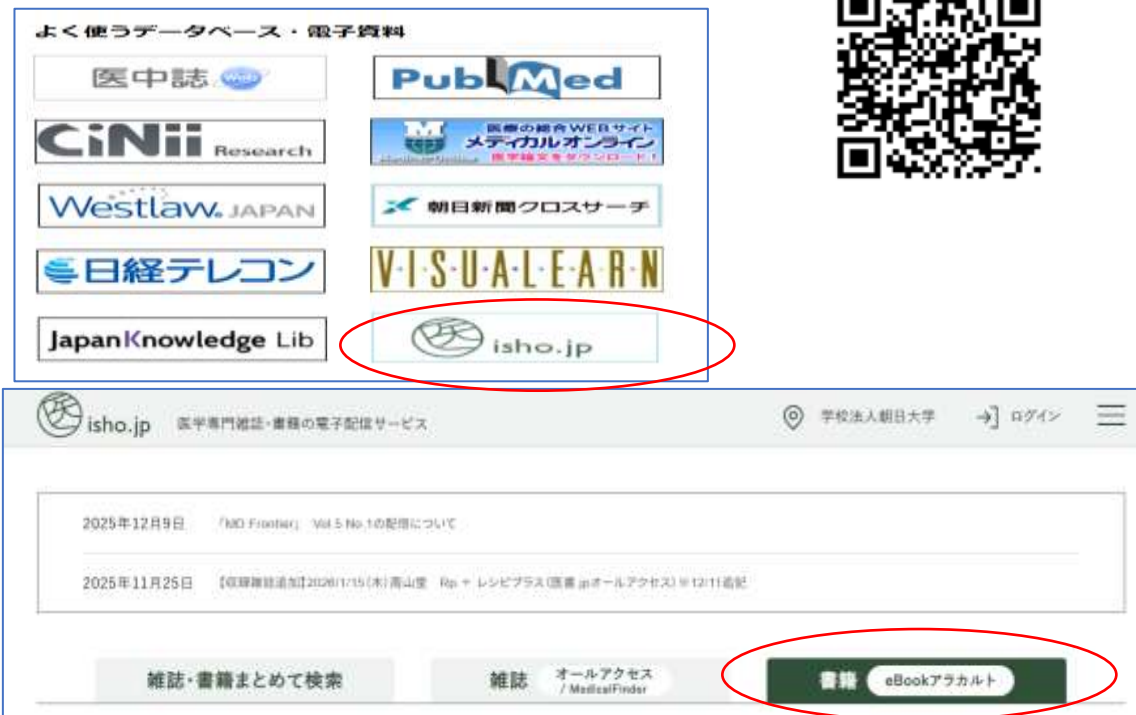 よく使うデータベース・電子資料
医中誌 Web
PubMed
CiNii Research
医療の総合WEBサイト
メディカルオンライン
医学論文をダウンロード！
Westlaw. JAPAN
朝日新聞クロスサーチ
日経テレコン
V・I・S・U・A・L・E・A・R・N
JapanKnowledge Lib
医 isho.jp
医 isho.jp 医学専門雑誌・書籍の電子配信サービス 学校法人朝日大学 ログイン
2025年12月9日 「MD Frontier」 Vol.5 No.1の配信について
2025年11月25日 【収録雑誌追加】2026/1/15(木)南山堂 Rp.＋ レシピプラス(医書.jpオールアクセス)※12/11追記
雑誌・書籍まとめて検索
雑誌 オールアクセス
/ MedicalFinder
書籍 eBookアラカルト